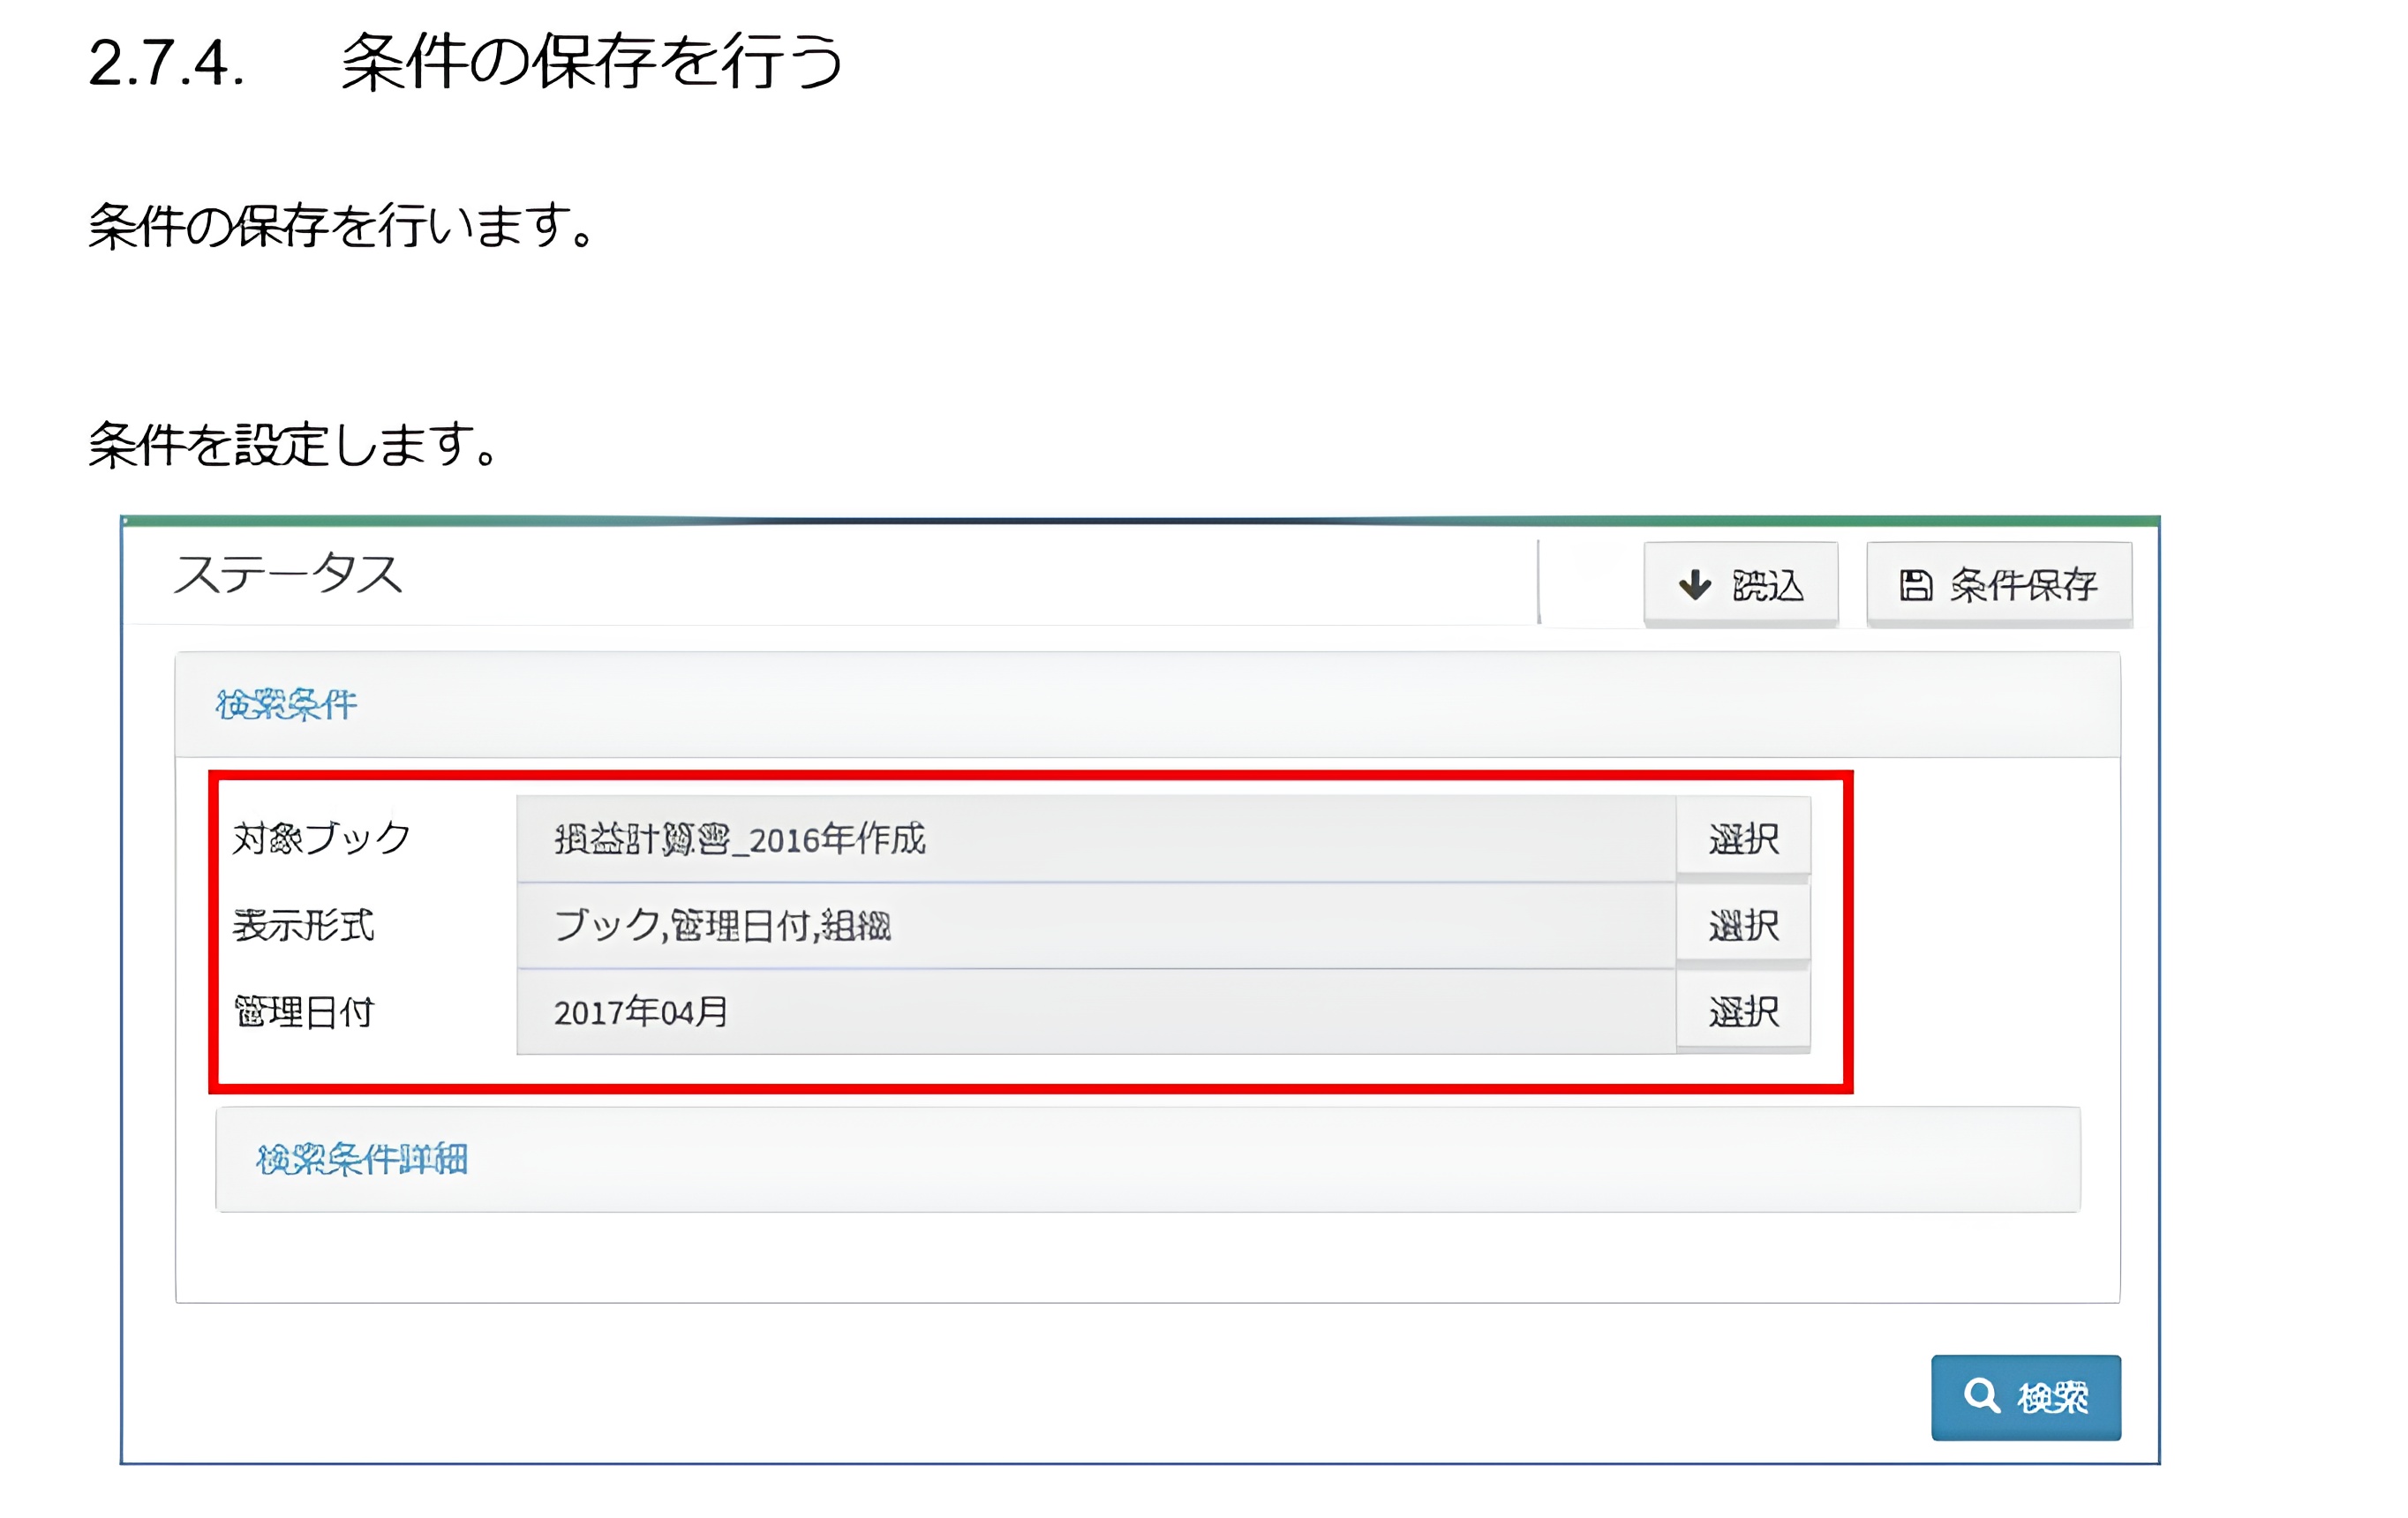 2.7.4. 条件の保存を行う
条件の保存を行います。
条件を設定します。
ステータス 読込 条件保存
検索条件
対象ブック 損益計算書_2016年作成 選択
表示形式 ブック,管理日付,組織 選択
管理日付 2017年04月 選択
検索条件詳細
検索